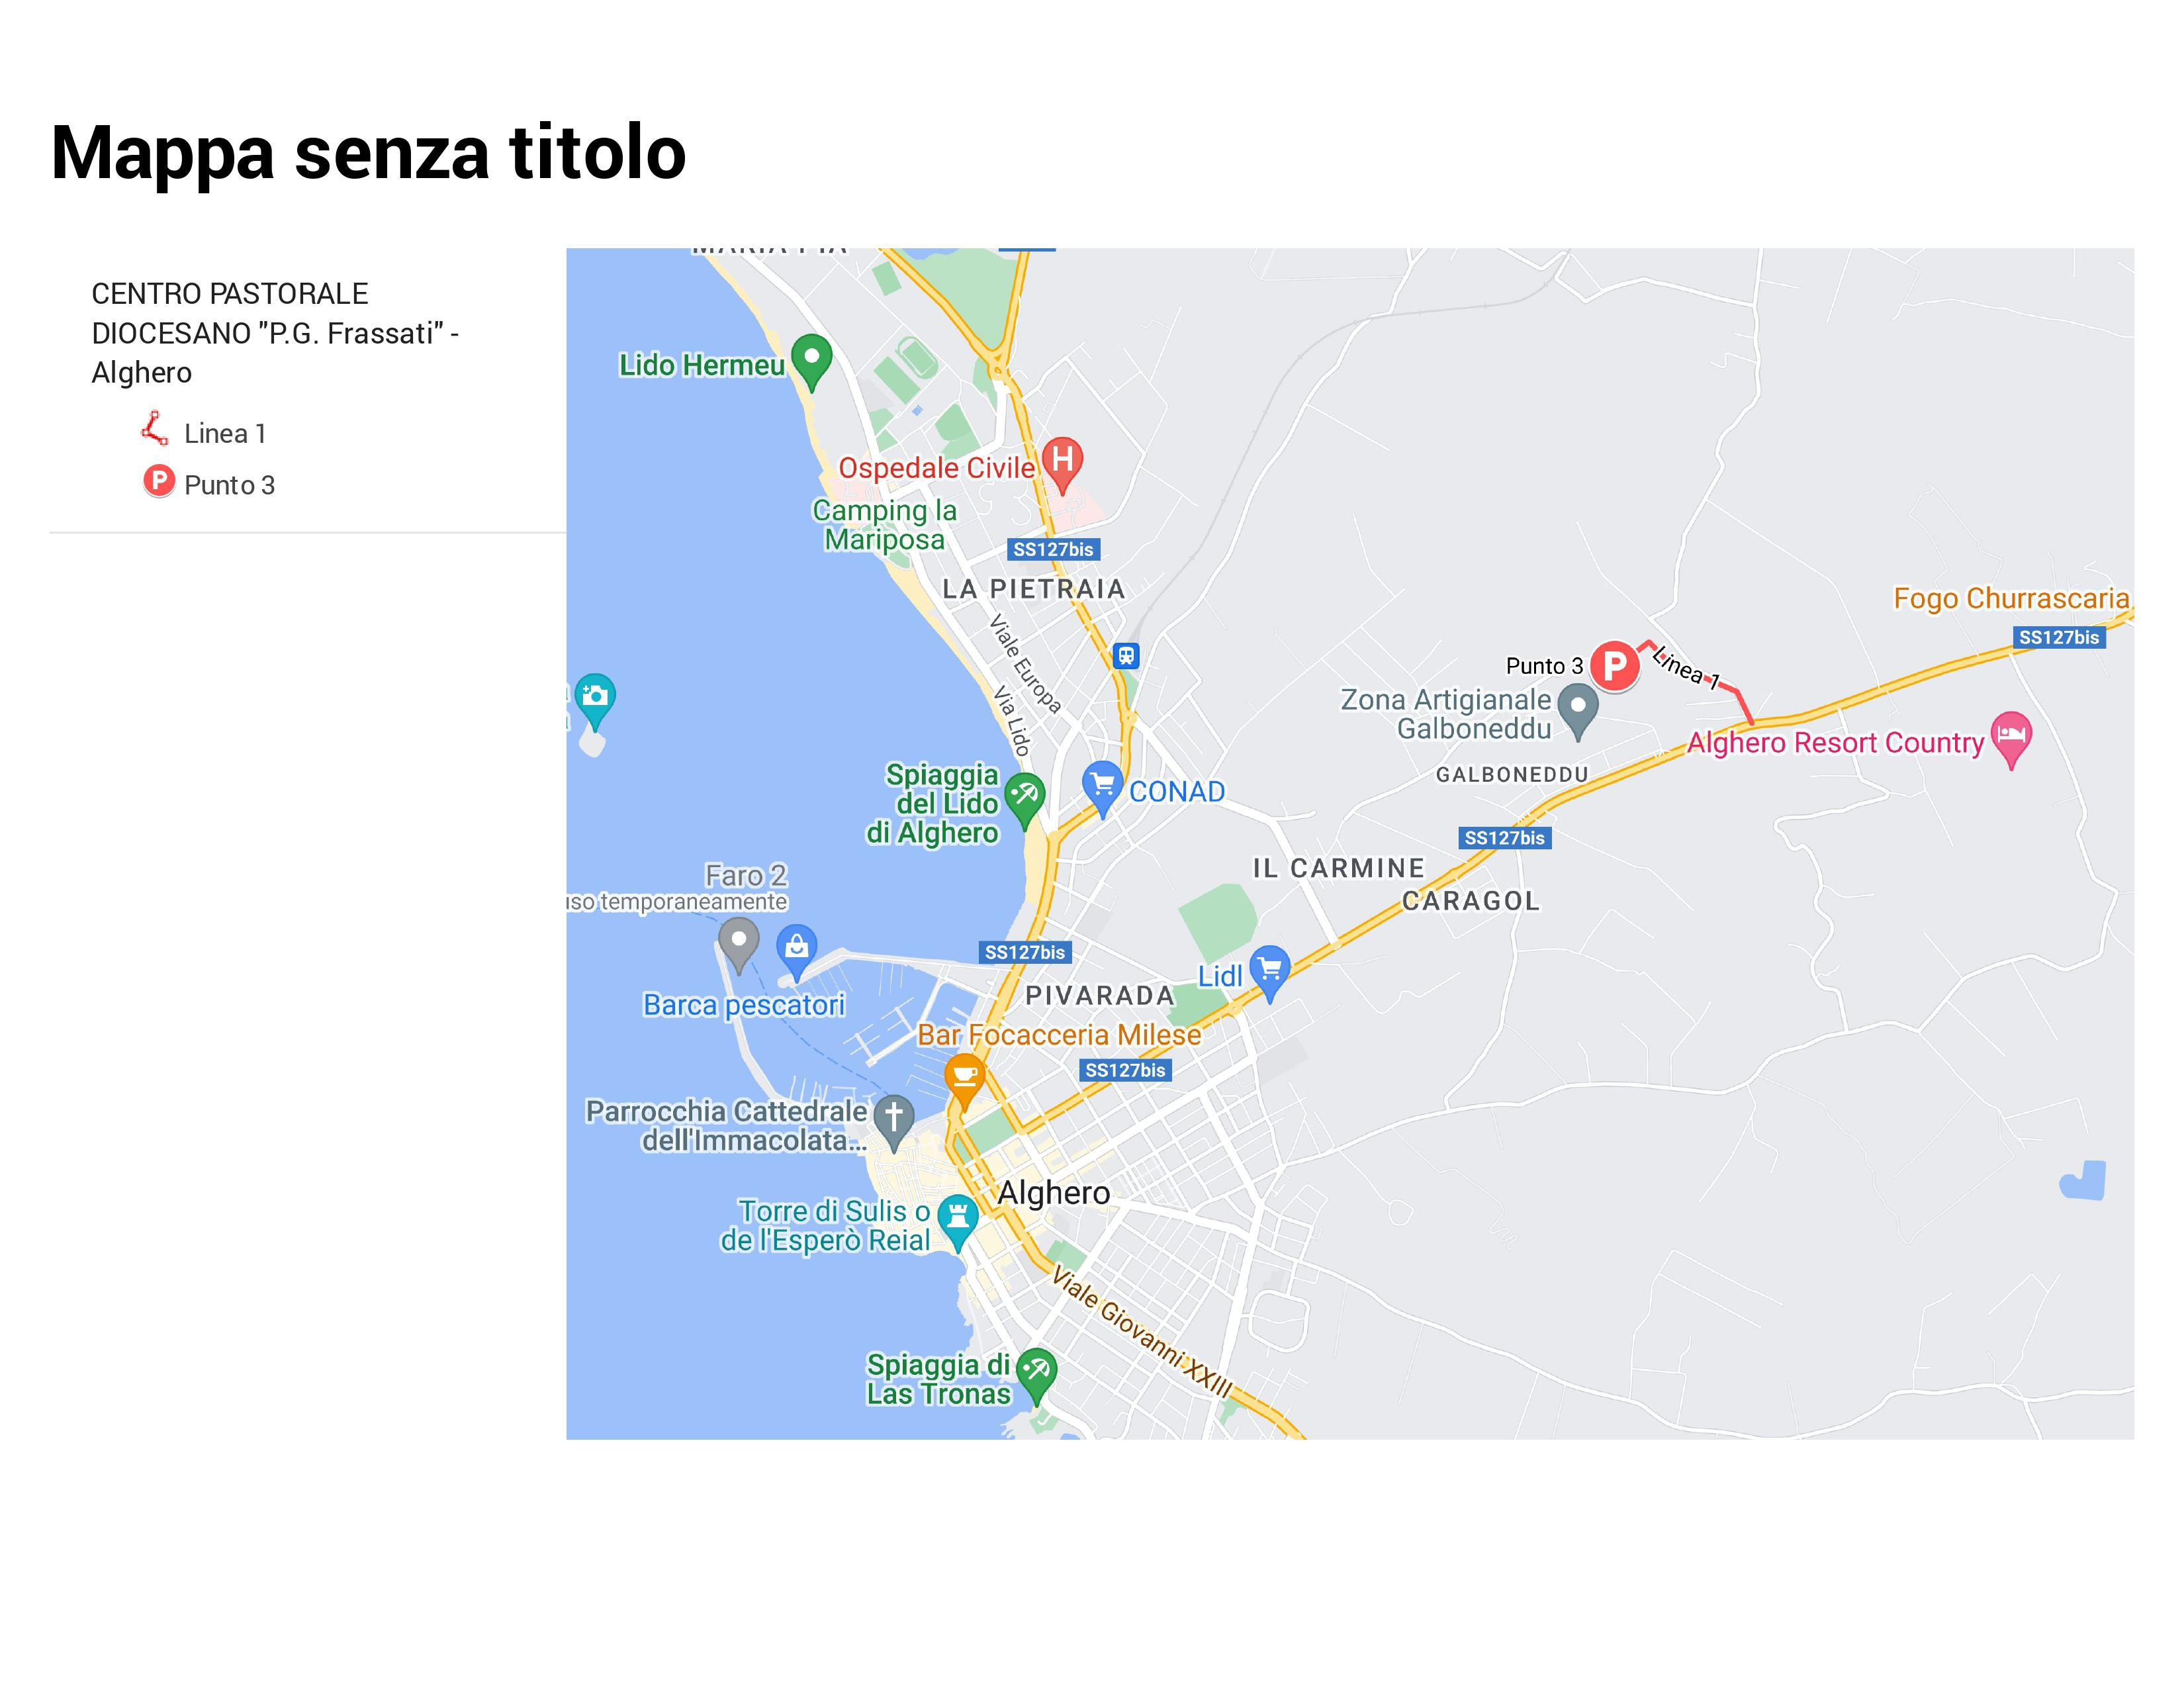 Mappa senza titolo
CENTRO PASTORALE
DIOCESANO "P.G. Frassati" -
Alghero
Linea 1
P Punto 3
Lido Hermeu
H
Ospedale Civile
Camping la
Mariposa
SS127bis
LA PIETRAIA
Viale Europa
Via Lido
Fogo Churrascaria
SS127bis
Punto 3
P
Linea 1
Zona Artigianale
Galboneddu
Alghero Resort Country
GALBONEDDU
Spiaggia
del Lido
di Alghero
CONAD
SS127bis
IL CARMINE
CARAGOL
Faro 2
uso temporaneamente
SS127bis
Lidl
PIVARADA
Barca pescatori
Bar Focacceria Milese
SS127bis
Parrocchia Cattedrale
dell'Immacolata...
Alghero
Torre di Sulis o
de l'Esperò Reial
Viale Giovanni XXIII
Spiaggia di
Las Tronas